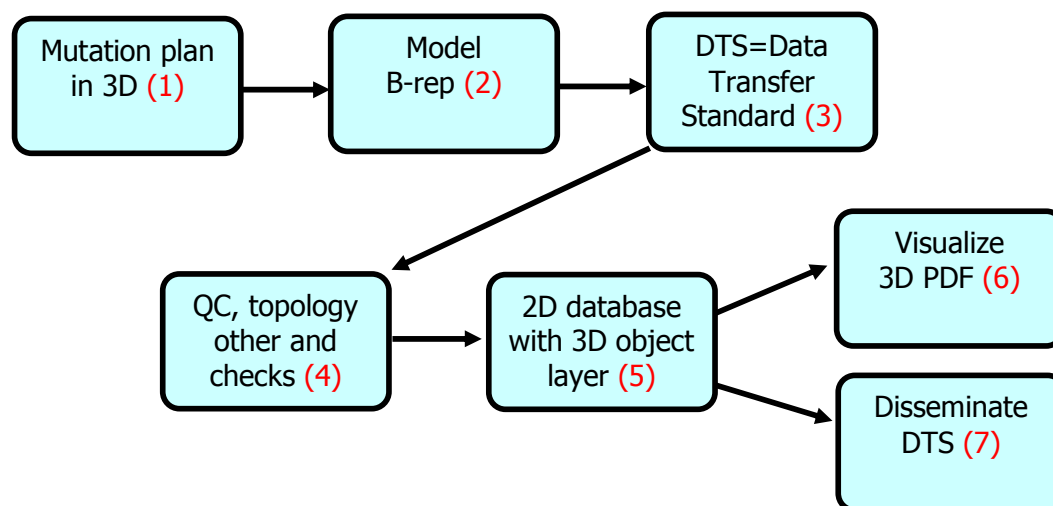 Mutation plan
in 3D (1)
Model
B-rep (2)
DTS=Data
Transfer
Standard (3)
QC, topology
other and
checks (4)
2D database
with 3D object
layer (5)
Visualize
3D PDF (6)
Disseminate
DTS (7)